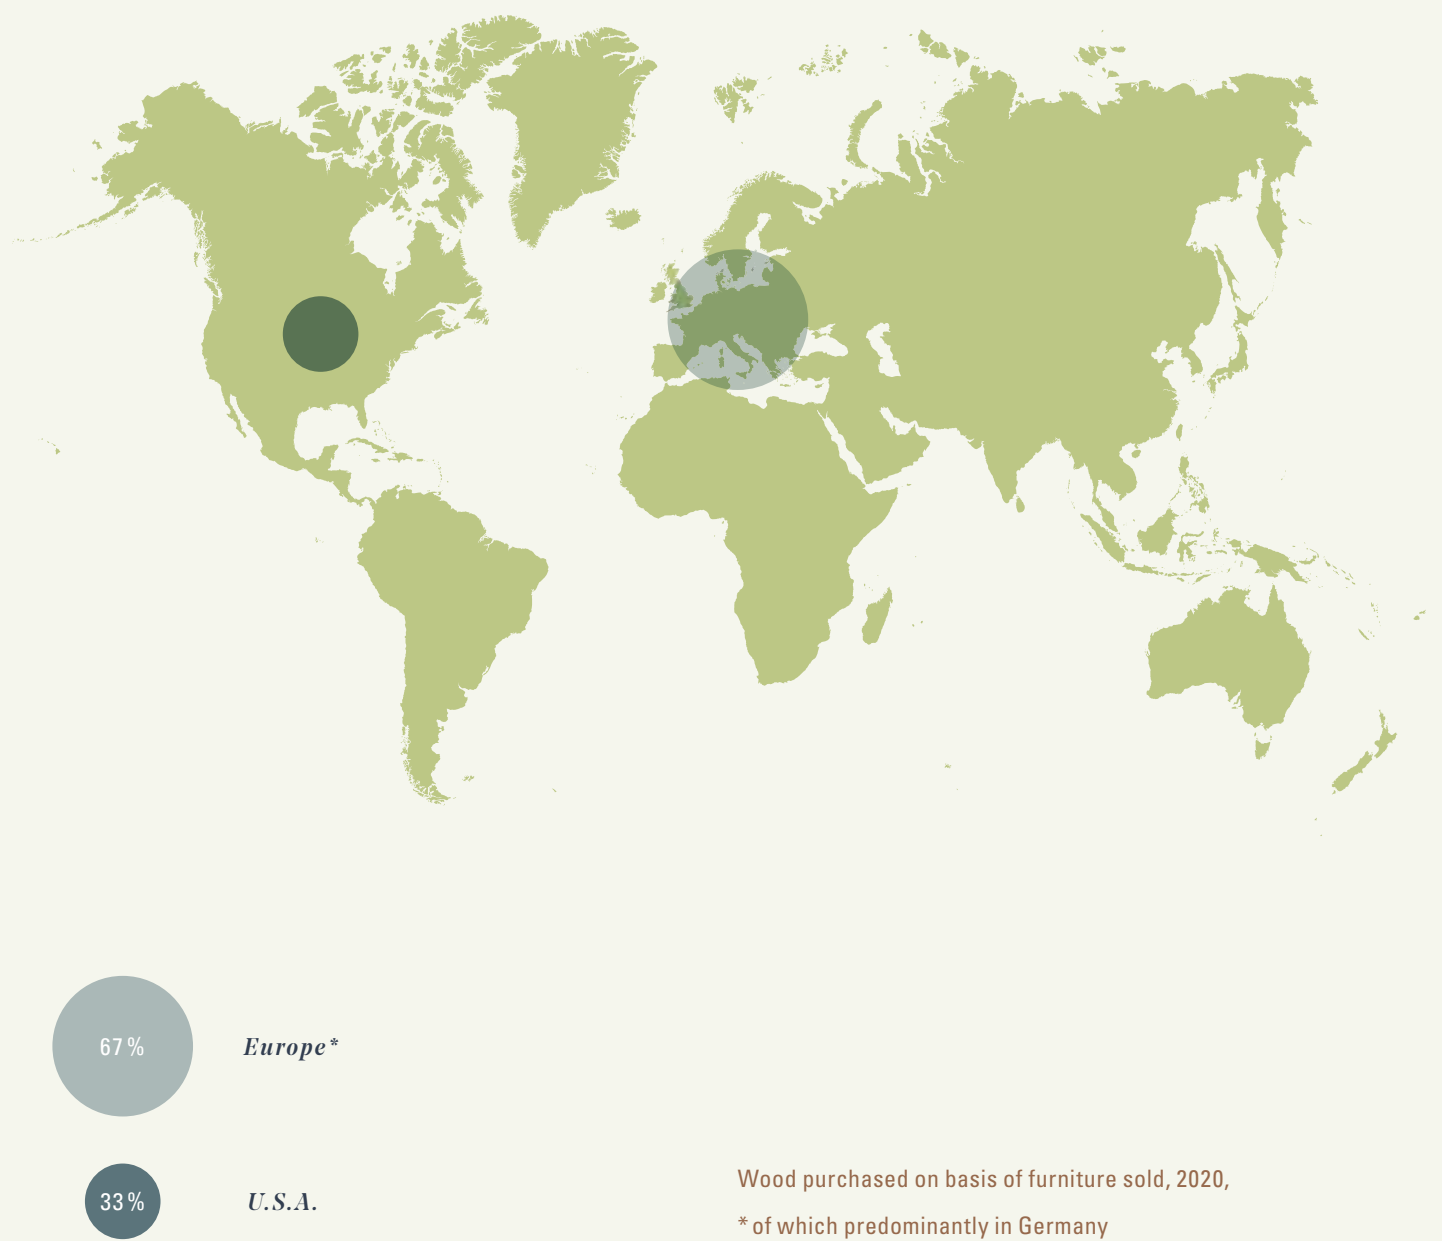 67 %
Europe*
33 %
U.S.A.
Wood purchased on basis of furniture sold, 2020,
* of which predominantly in Germany